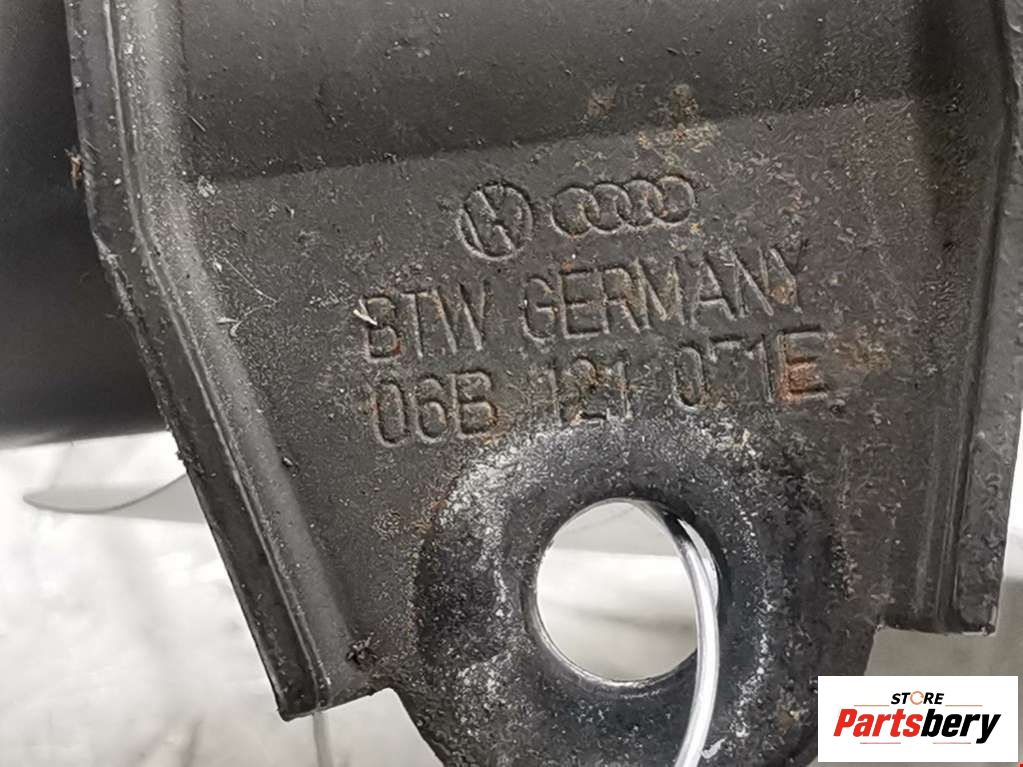 BTW GERMANY
06B 121 071E
STORE
Partsbery